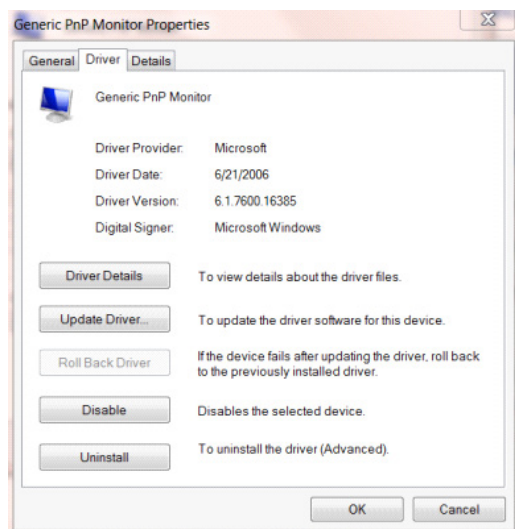 Generic PnP Monitor Properties
General Driver Details
Generic PnP Monitor
Driver Provider: Microsoft
Driver Date: 6/21/2006
Driver Version: 6.1.7600.16385
Digital Signer: Microsoft Windows
Driver Details To view details about the driver files.
Update Driver... To update the driver software for this device.
Roll Back Driver If the device fails after updating the driver, roll back
to the previously installed driver.
Disable Disables the selected device.
Uninstall To uninstall the driver (Advanced).
OK Cancel